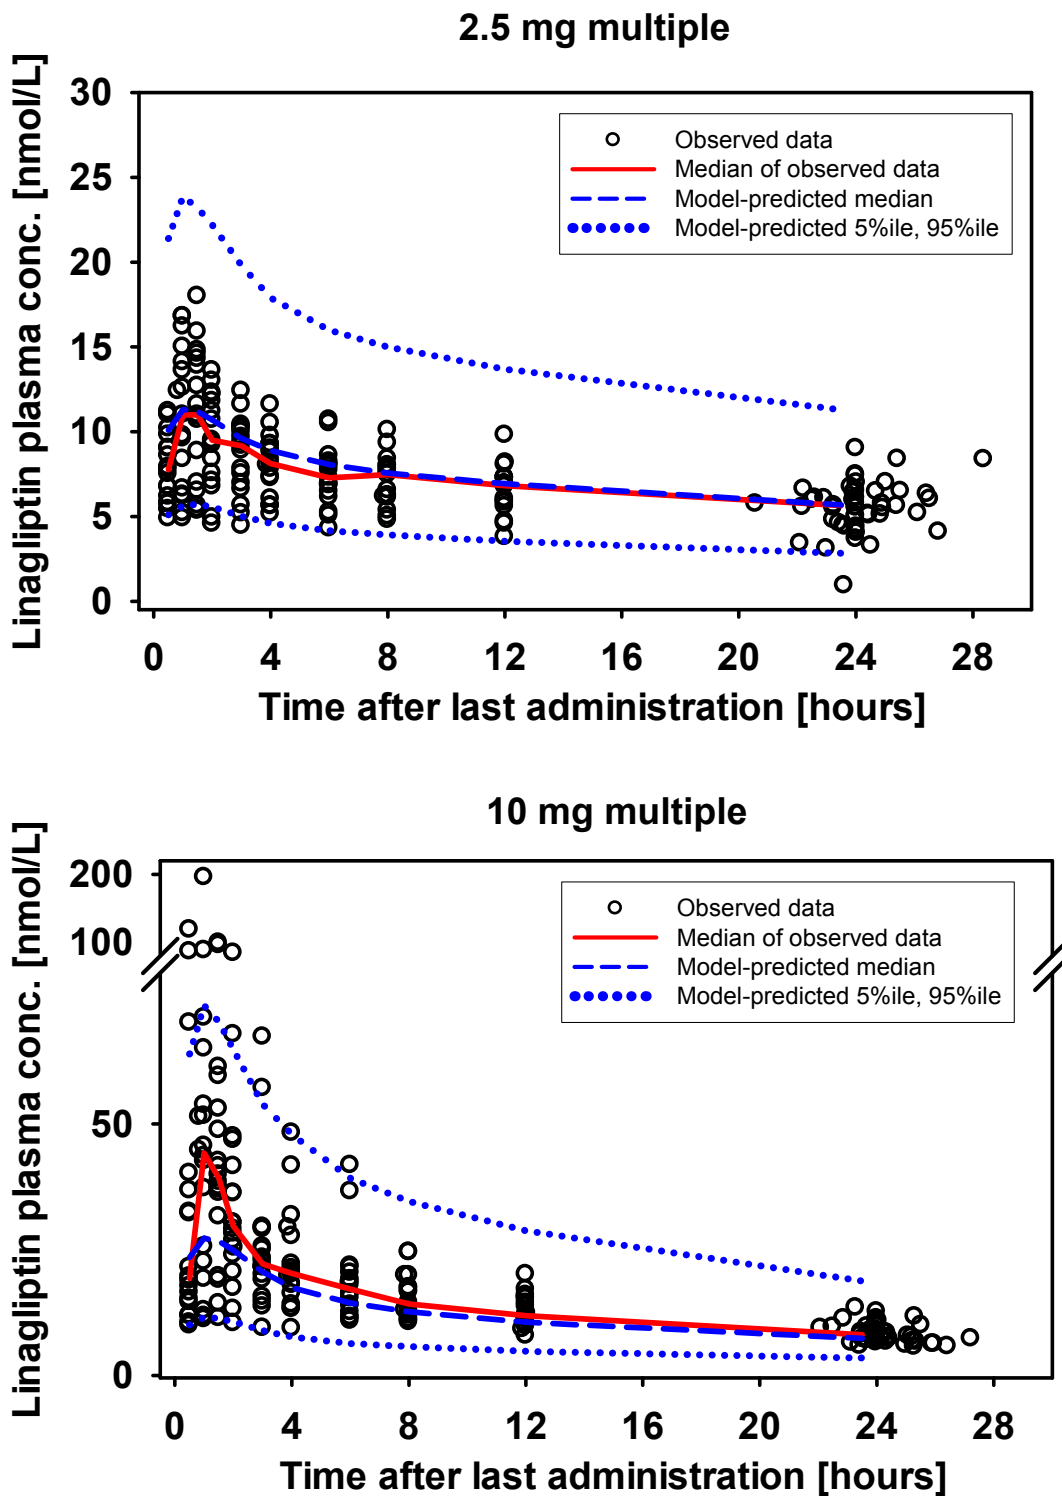 2.5 mg multiple
Linagliptin plasma conc. [nmol/L]
30
25
20
15
10
5
0
Observed data
Median of observed data
Model-predicted median
Model-predicted 5%ile, 95%ile
0 4 8 12 16 20 24 28
Time after last administration [hours]
10 mg multiple
Linagliptin plasma conc. [nmol/L]
200
100
50
0
Observed data
Median of observed data
Model-predicted median
Model-predicted 5%ile, 95%ile
0 4 8 12 16 20 24 28
Time after last administration [hours]